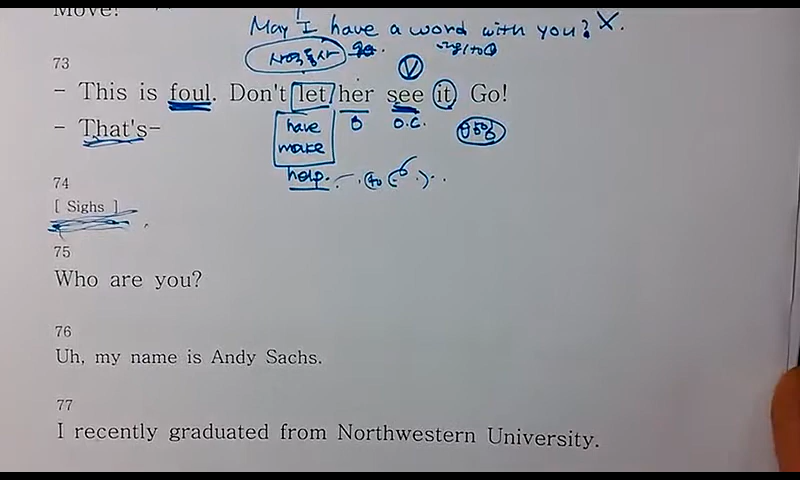 Move!
May I have a word with you? X.
사역동사
73
- This is foul. Don't let her see it Go!
- That's-
have
make
O
O.C.
help. (to
74
[ Sighs ]
75
Who are you?
76
Uh, my name is Andy Sachs.
77
I recently graduated from Northwestern University.